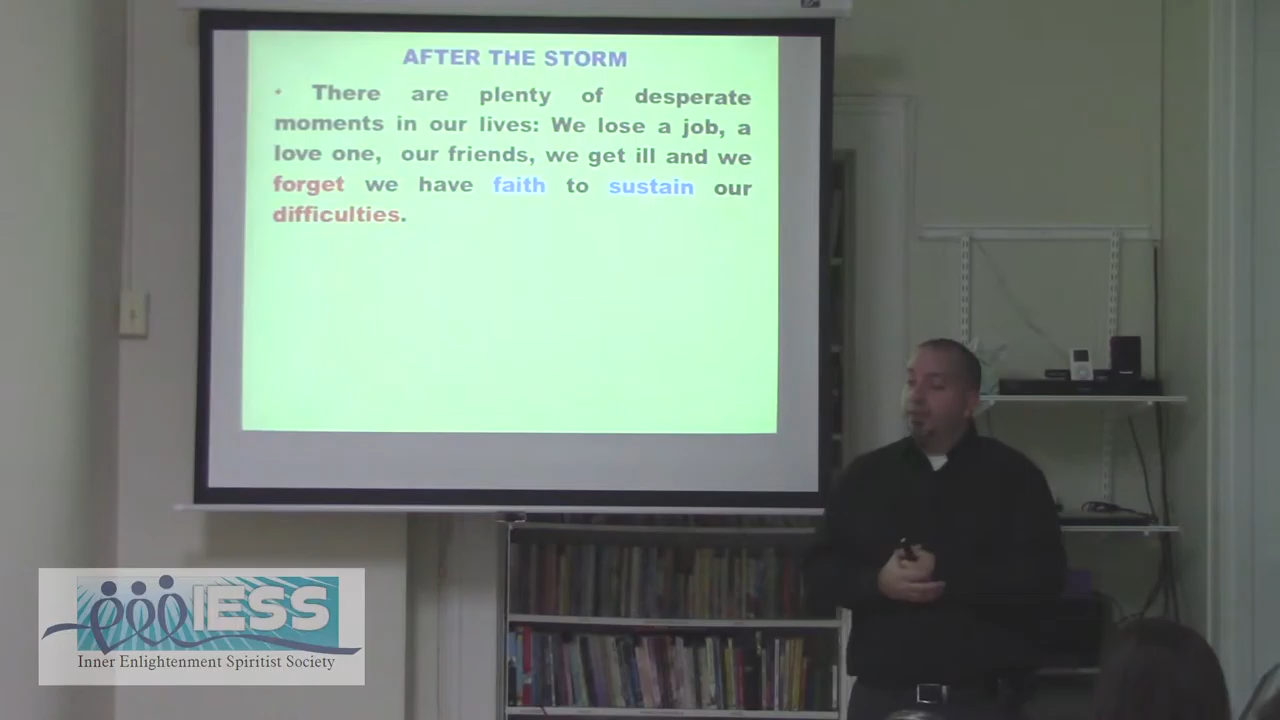 AFTER THE STORM
• There are plenty of desperate
moments in our lives: We lose a job, a
love one, our friends, we get ill and we
forget we have faith to sustain our
difficulties.
IESS
Inner Enlightenment Spiritist Society